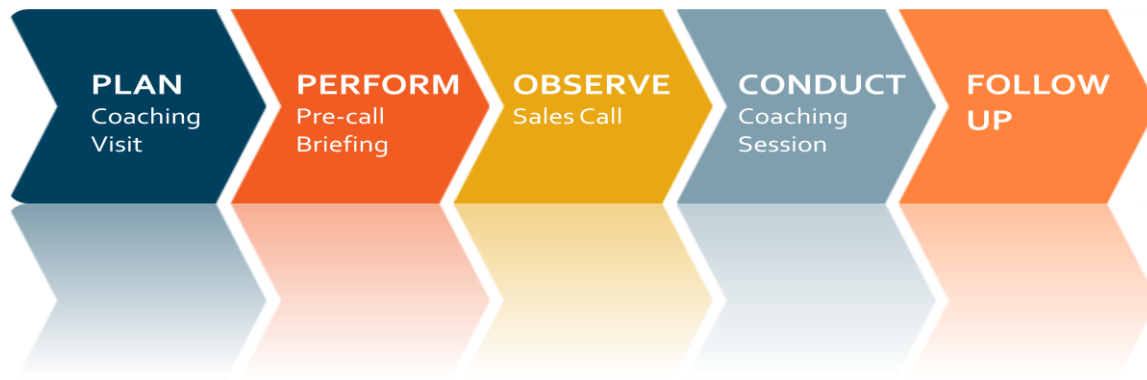 PLAN
Coaching
Visit
PERFORM
Pre-call
Briefing
OBSERVE
Sales Call
CONDUCT
Coaching
Session
FOLLOW
UP